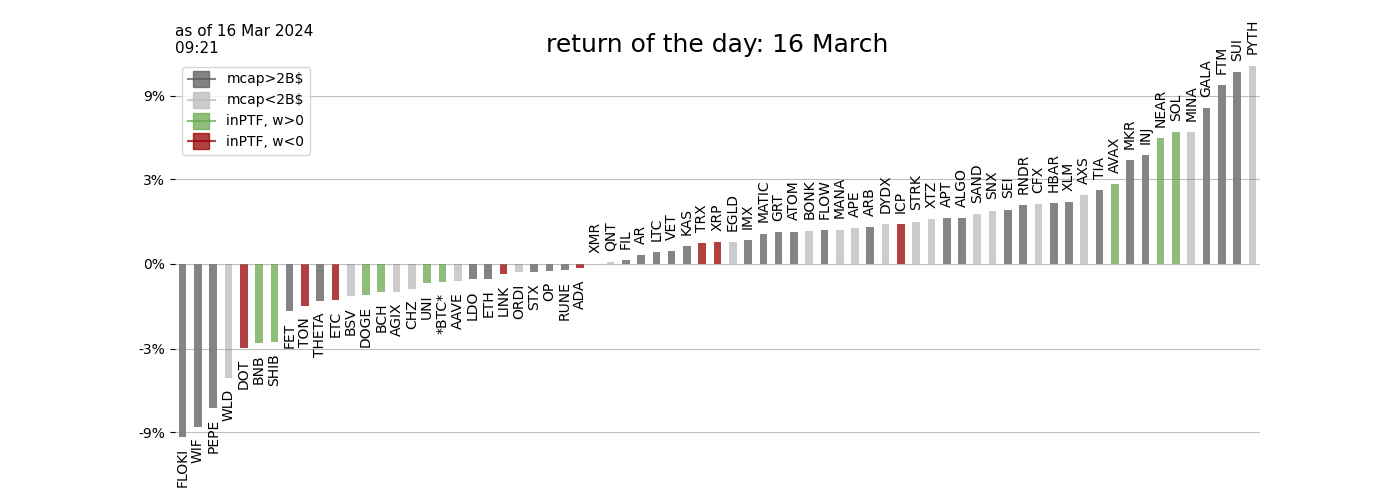 as of 16 Mar 2024
09:21
return of the day: 16 March
mcap>2B$
mcap<2B$
inPTF, w>0
inPTF, w<0
9%
3%
0%
-3%
-9%
FLOKI
WIF
PEPE
WLD
DOT
BNB
SHIB
FET
TON
THETA
ETC
BSV
DOGE
BCH
AGIX
CHZ
UNI
*BTC*
AAVE
LDO
ETH
LINK
ORDI
STX
OP
RUNE
ADA
XMR
QNT
FIL
AR
LTC
VET
KAS
TRX
XRP
EGLD
IMX
MATIC
GRT
ATOM
BONK
FLOW
MANA
APE
ARB
DYDX
ICP
STRK
XTZ
APT
ALGO
SAND
SNX
SEI
RNDR
CFX
HBAR
XLM
AXS
TIA
AVAX
MKR
INJ
NEAR
SOL
MINA
GALA
FTM
SUI
PYTH